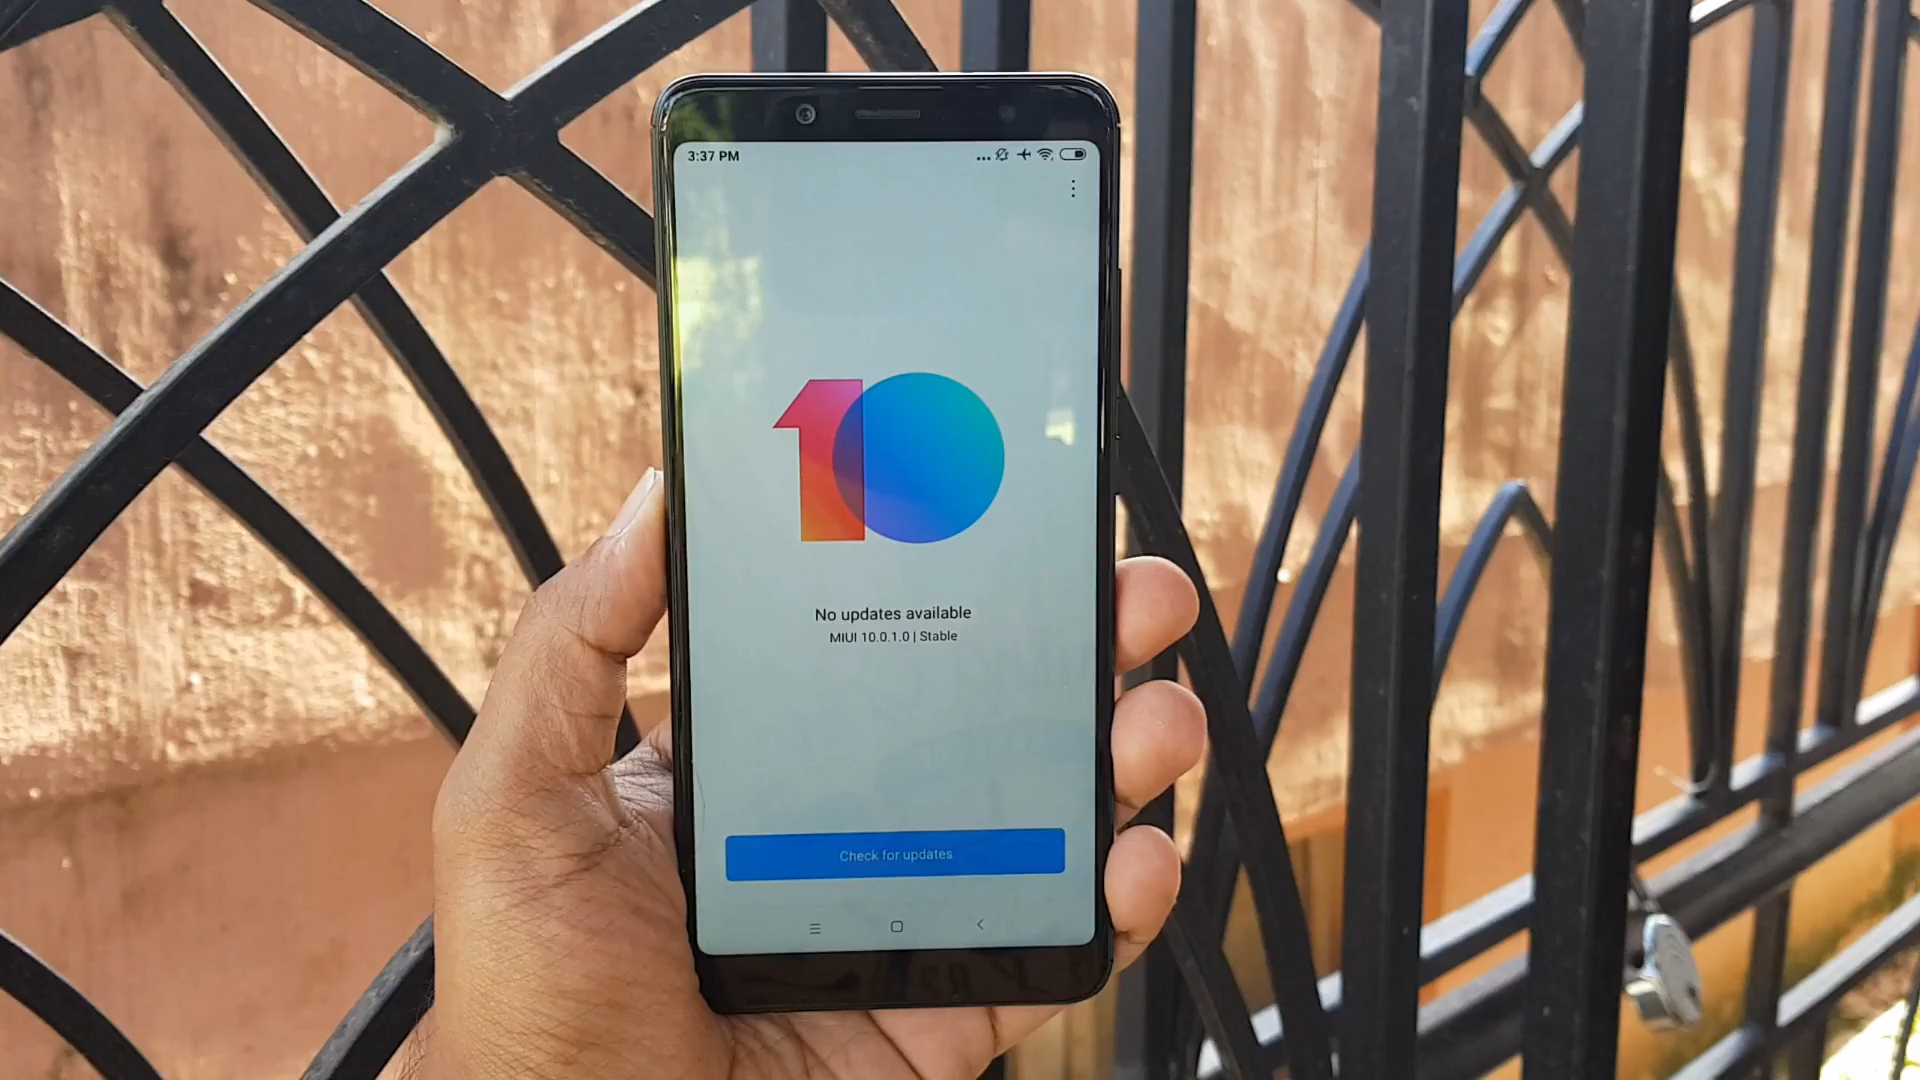 3:37 PM
10
No updates available
MIUI 10.0.1.0 | Stable
Check for updates